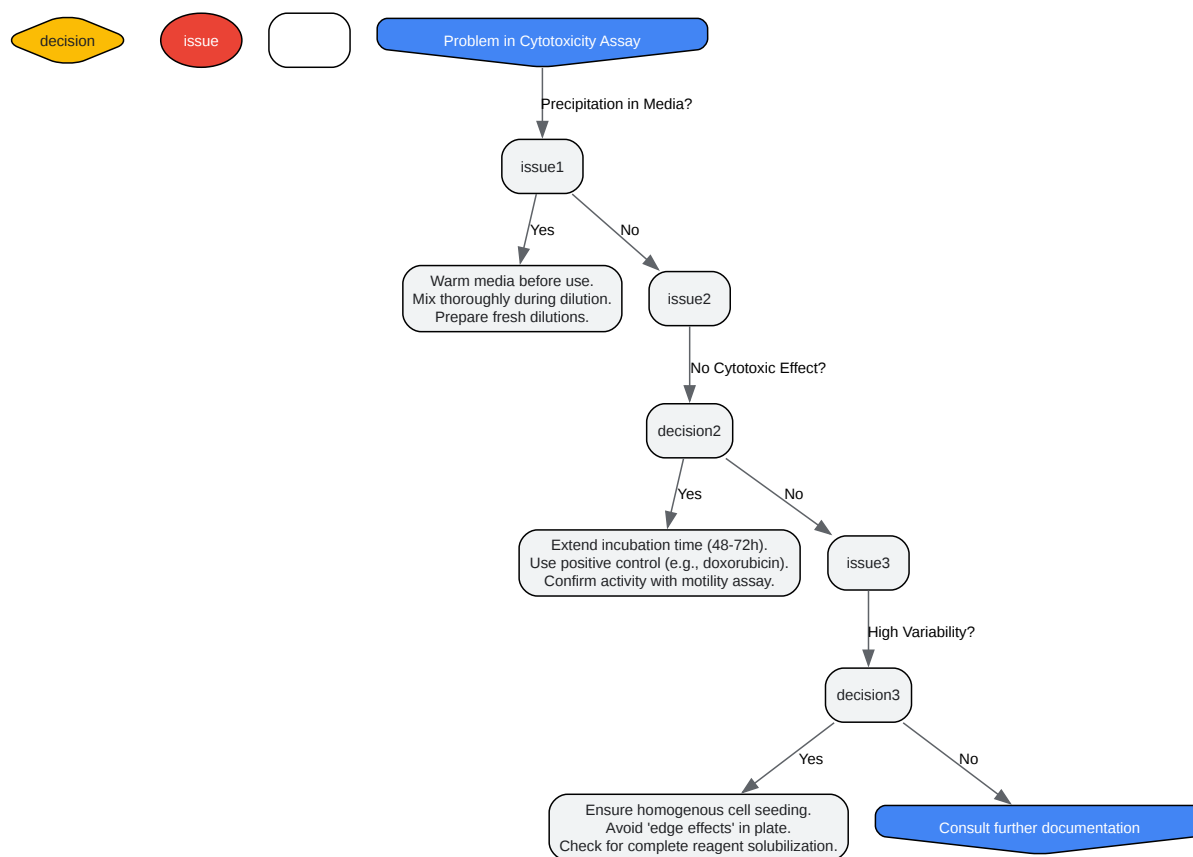 decision
issue
Problem in Cytotoxicity Assay
Precipitation in Media?
issue1
Yes
No
Warm media before use.
Mix thoroughly during dilution.
Prepare fresh dilutions.
issue2
No Cytotoxic Effect?
decision2
Yes
No
Extend incubation time (48-72h).
Use positive control (e.g., doxorubicin).
Confirm activity with motility assay.
issue3
High Variability?
decision3
Yes
No
Ensure homogenous cell seeding.
Avoid 'edge effects' in plate.
Check for complete reagent solubilization.
Consult further documentation